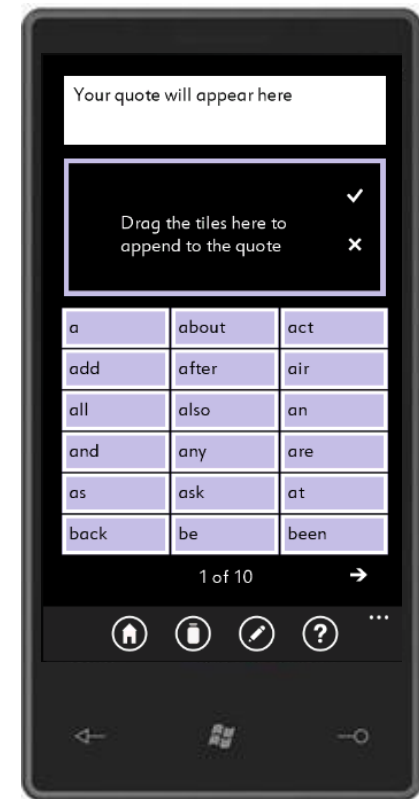 Your quote will appear here
Drag the tiles here to
append to the quote
a about act
add after air
all also an
and any are
as ask at
back be been
1 of 10
?